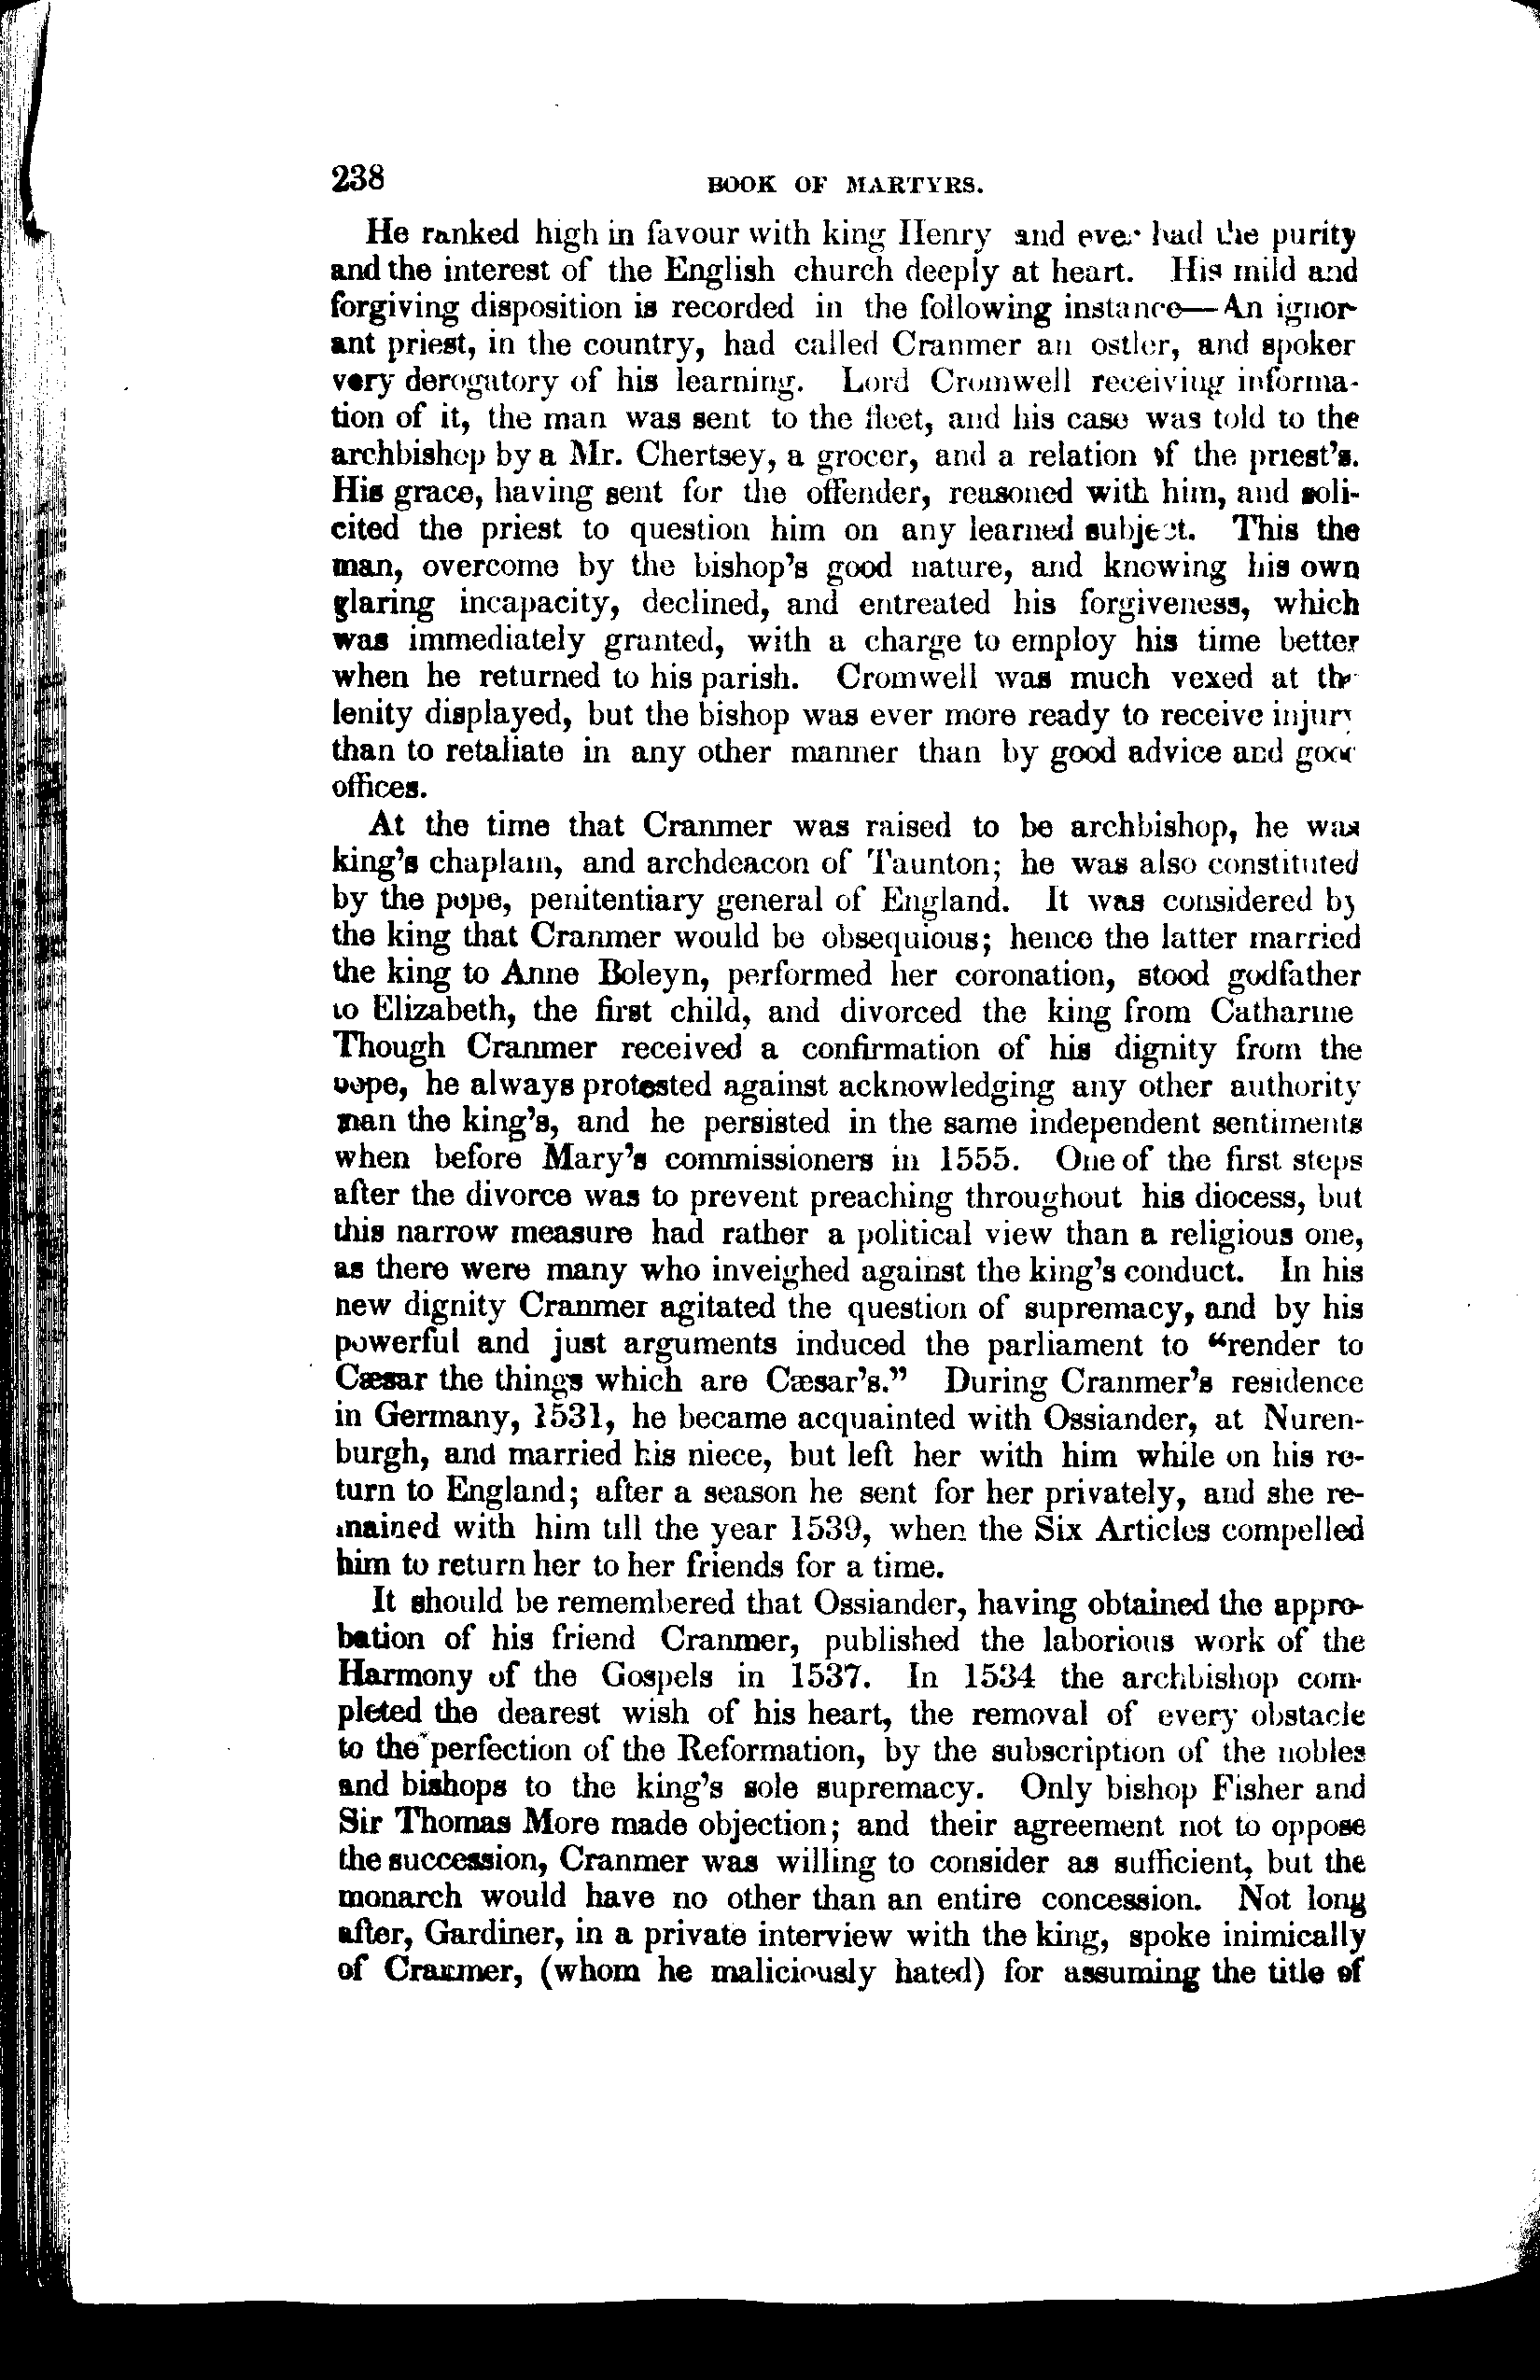 238 BOOK OF MARTYRS.
He ranked high in favour with king Henry and ever had the purity
and the interest of the English church deeply at heart. His mild and
forgiving disposition is recorded in the following instance—An ignor-
ant priest, in the country, had called Cranmer an ostler, and spoker
very derogatory of his learning. Lord Cromwell receiving informa-
tion of it, the man was sent to the fleet, and his case was told to the
archbishop by a Mr. Chertsey, a grocer, and a relation of the priest's.
His grace, having sent for the offender, reasoned with him, and soli-
cited the priest to question him on any learned subject. This the
man, overcome by the bishop's good nature, and knowing his own
glaring incapacity, declined, and entreated his forgiveness, which
was immediately granted, with a charge to employ his time better
when he returned to his parish. Cromwell was much vexed at the
lenity displayed, but the bishop was ever more ready to receive injury
than to retaliate in any other manner than by good advice and good
offices.
At the time that Cranmer was raised to be archbishop, he was
king's chaplain, and archdeacon of Taunton; he was also constituted
by the pope, penitentiary general of England. It was considered by
the king that Cranmer would be obsequious; hence the latter married
the king to Anne Boleyn, performed her coronation, stood godfather
to Elizabeth, the first child, and divorced the king from Catharine
Though Cranmer received a confirmation of his dignity from the
pope, he always protested against acknowledging any other authority
than the king's, and he persisted in the same independent sentiments
when before Mary's commissioners in 1555. One of the first steps
after the divorce was to prevent preaching throughout his diocess, but
this narrow measure had rather a political view than a religious one,
as there were many who inveighed against the king's conduct. In his
new dignity Cranmer agitated the question of supremacy, and by his
powerful and just arguments induced the parliament to "render to
Cæsar the things which are Cæsar's." During Cranmer's residence
in Germany, 1531, he became acquainted with Ossiander, at Nuren-
burgh, and married his niece, but left her with him while on his re-
turn to England; after a season he sent for her privately, and she re-
mained with him till the year 1539, when the Six Articles compelled
him to return her to her friends for a time.
It should be remembered that Ossiander, having obtained the appro-
bation of his friend Cranmer, published the laborious work of the
Harmony of the Gospels in 1537. In 1534 the archbishop com-
pleted the dearest wish of his heart, the removal of every obstacle
to the perfection of the Reformation, by the subscription of the nobles
and bishops to the king's sole supremacy. Only bishop Fisher and
Sir Thomas More made objection; and their agreement not to oppose
the succession, Cranmer was willing to consider as sufficient, but the
monarch would have no other than an entire concession. Not long
after, Gardiner, in a private interview with the king, spoke inimically
of Cranmer, (whom he maliciously hated) for assuming the title of